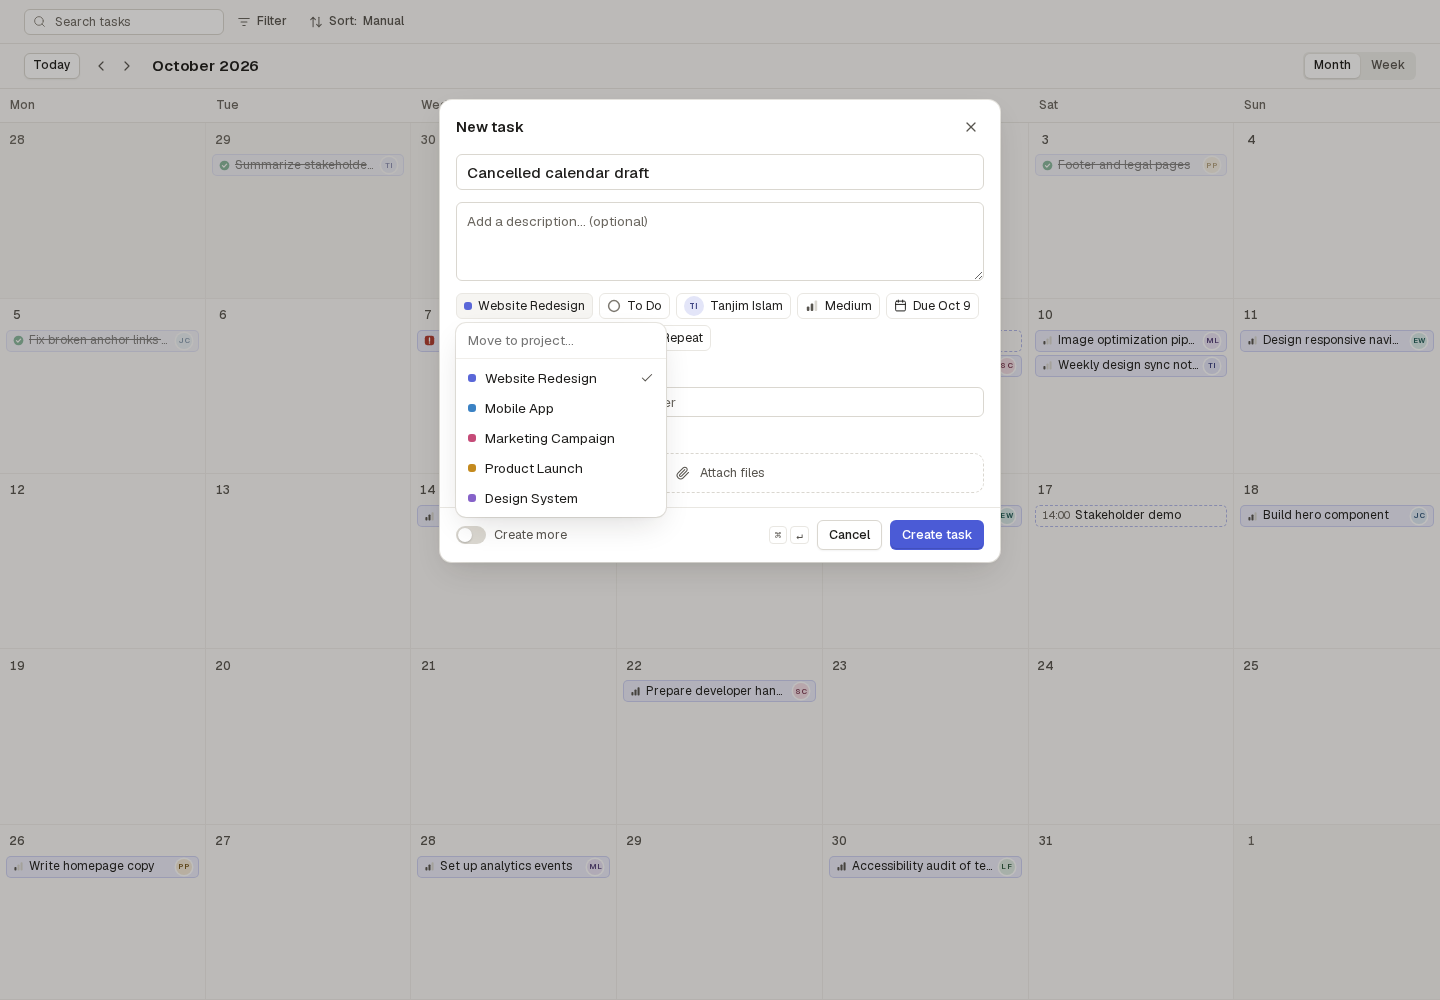 Search tasks
Filter
Sort: Manual
Today
October 2026
Month
Week
Mon
Tue
Sat
Sun
New task
28
29
30
3
4
Summarize stakeholde... TI
Footer and legal pages PP
Cancelled calendar draft
Add a description... (optional)
Website Redesign
To Do
TI Tanjim Islam
Medium
Due Oct 9
Repeat
Move to project...
Website Redesign
Mobile App
Marketing Campaign
Product Launch
Design System
Attach files
Create more
⌘ ↵
Cancel
Create task
5
6
7
10
11
Fix broken anchor links... JC
Image optimization pip... ML
Design responsive navi... EW
SC
Weekly design sync not... TI
12
13
14
17
18
EW
14:00 Stakeholder demo
Build hero component JC
19
20
21
22
23
24
25
Prepare developer han... SC
26
27
28
29
30
31
1
Write homepage copy PP
Set up analytics events ML
Accessibility audit of te... LF